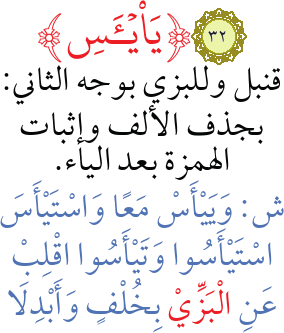 ٣٢ ﴿يَاْيْـَٔسِ﴾
قنبل وللبزي بوجه الثاني:
بجذف الألف وإثبات
الهمزة بعد الياء.
ش: وَيَيْأَسْ مَعًا وَاسْتَيْأَسَ
اسْتَيْأَسُوا وَتَيْأَسُوا اقْلِبْ
عَنِ الْبَزِّيْ بِخُلْفٍ وَأَبْدِلَا